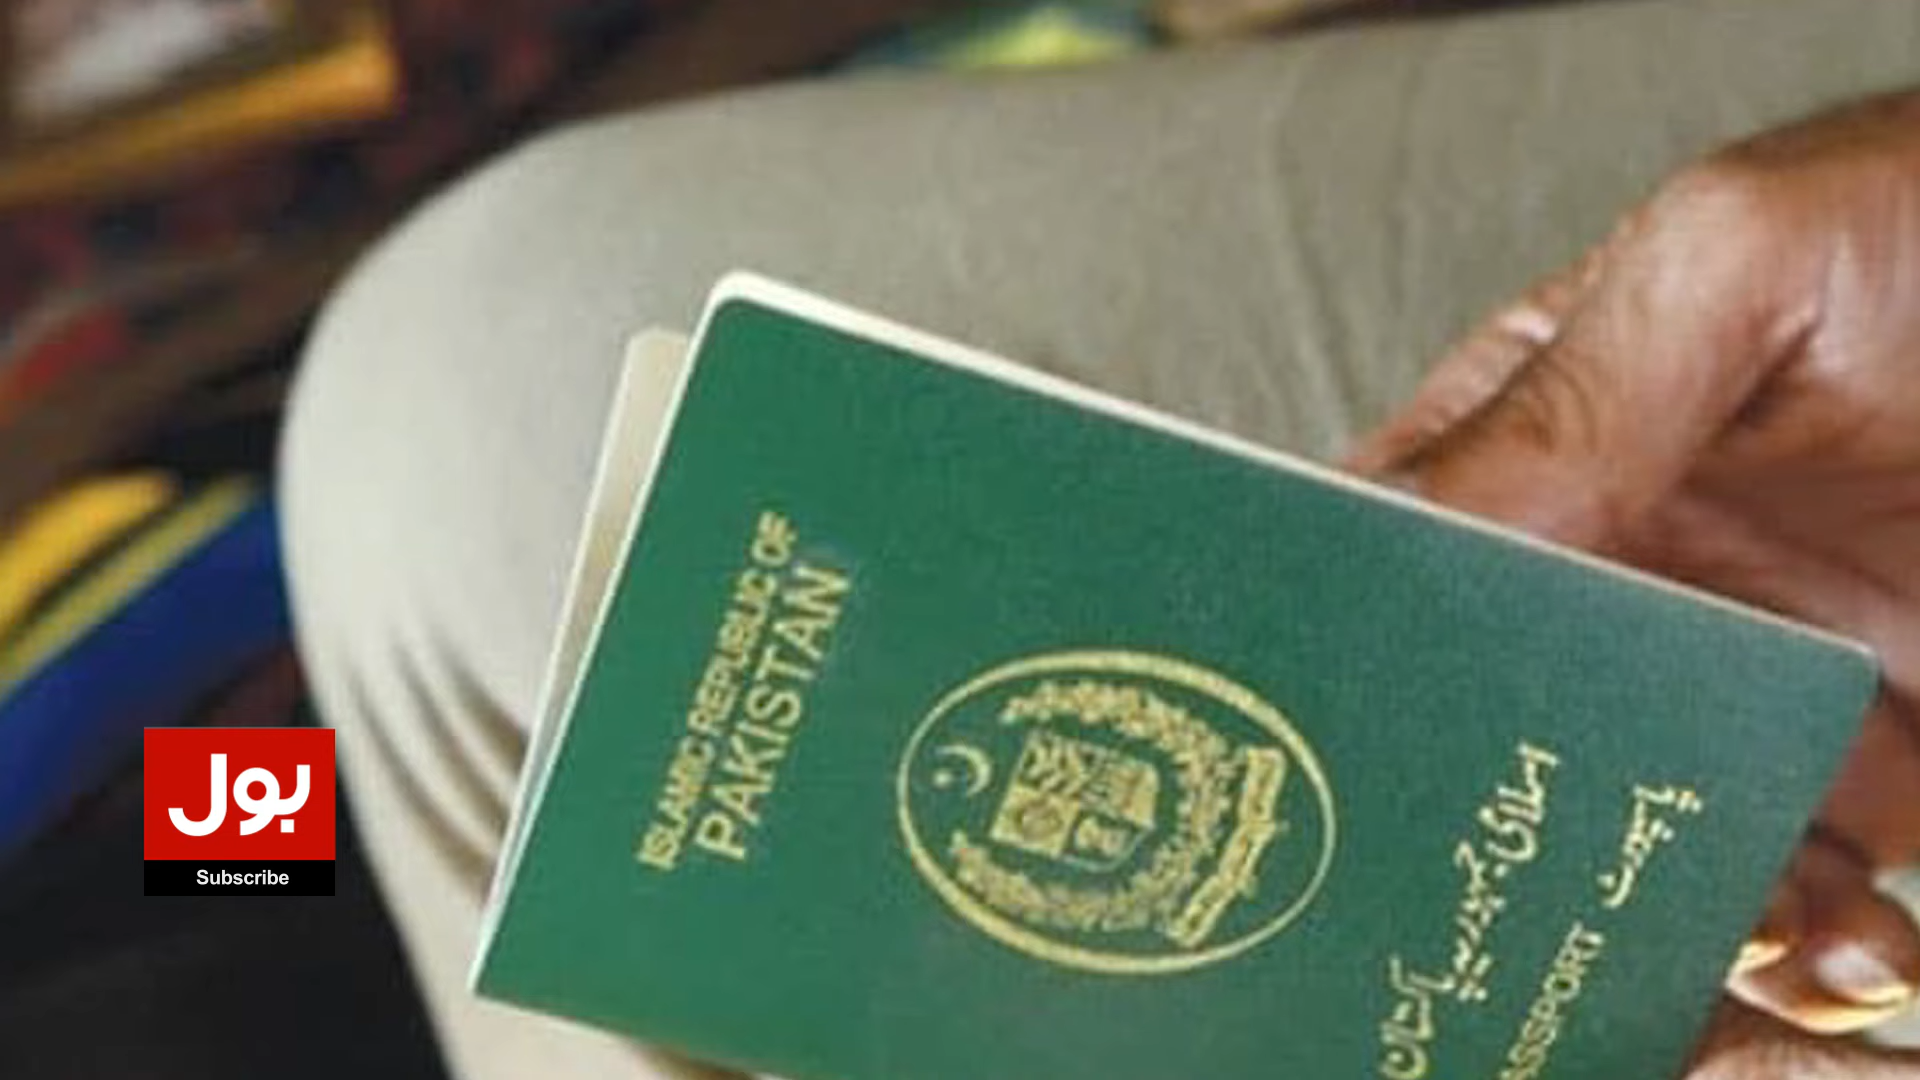 ISLAMIC REPUBLIC OF
PAKISTAN
اسلامی جمہوریہ پاکستان
پاسپورٹ
PASSPORT
بول
Subscribe